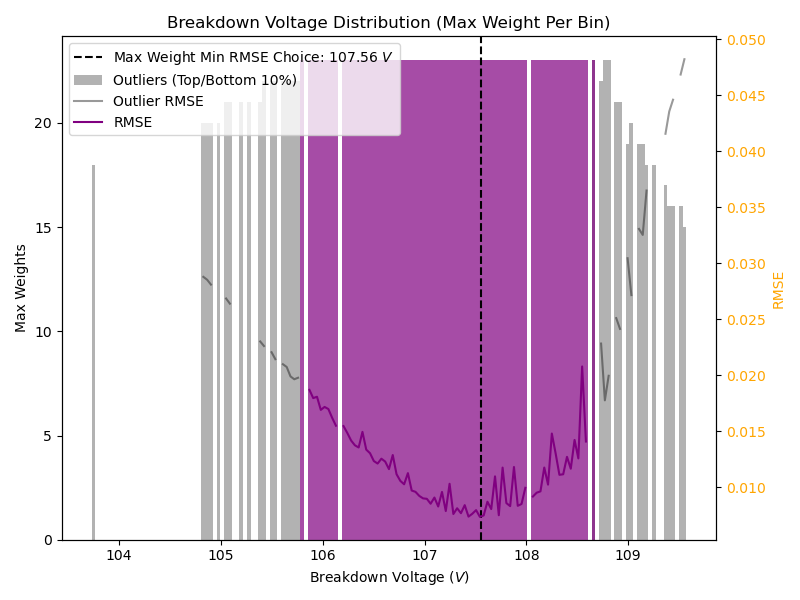 Breakdown Voltage Distribution (Max Weight Per Bin)
Max Weight Min RMSE Choice: 107.56 V
Outliers (Top/Bottom 10%)
Outlier RMSE
RMSE
Max Weights
20
15
10
5
0
104
105
106
107
108
109
Breakdown Voltage (V)
0.050
0.045
0.040
0.035
0.030
0.025
0.020
0.015
0.010
RMSE